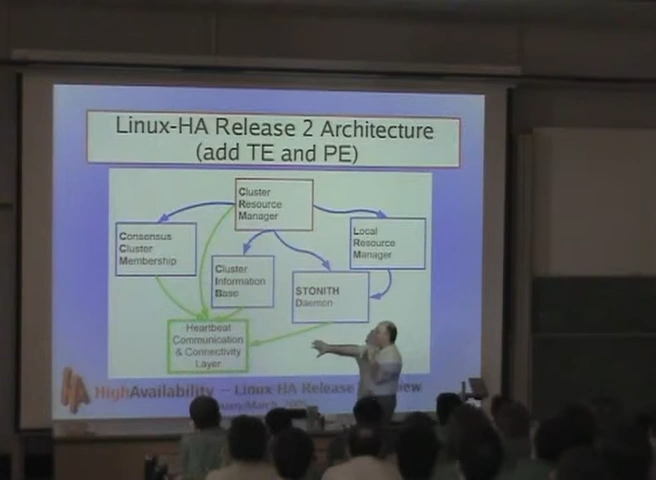 Linux-HA Release 2 Architecture
(add TE and PE)
Cluster
Resource
Manager
Consensus
Cluster
Membership
Local
Resource
Manager
Cluster
Information
Base
STONITH
Daemon
Heartbeat
Communication
& Connectivity
Layer
HA HighAvailability — Linux HA Release